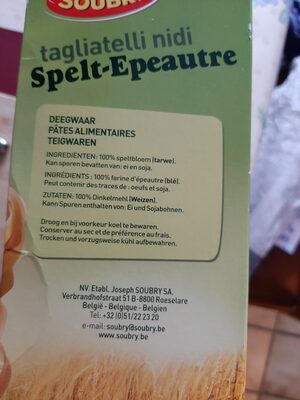 SOUBRY
tagliatelli nidi
Spelt-Epeautre
DEEGWAAR
PÂTES ALIMENTAIRES
TEIGWAREN
INGREDIËNTEN: 100% speltbloem (tarwe).
Kan sporen bevatten van: ei en soja.
INGRÉDIENTS : 100% farine d'épeautre (blé).
Peut contenir des traces de : oeufs et soja.
ZUTATEN: 100% Dinkelmehl (Weizen).
Kann Spuren enthalten von: Ei und Sojabohnen.
Droog en bij voorkeur koel te bewaren.
Conserver au sec et de préférence au frais.
Trocken und vorzugsweise kühl aufbewahren.
NV. Etabl. Joseph SOUBRY SA.
Verbrandhofstraat 51 B-8800 Roeselare
België - Belgique - Belgien
Tel: +32 (0)51/22 23 20
e-mail: soubry@soubry.be
www.soubry.be